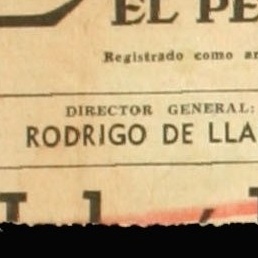 EL PE
Registrado como ar
DIRECTOR GENERAL:
RODRIGO DE LLA